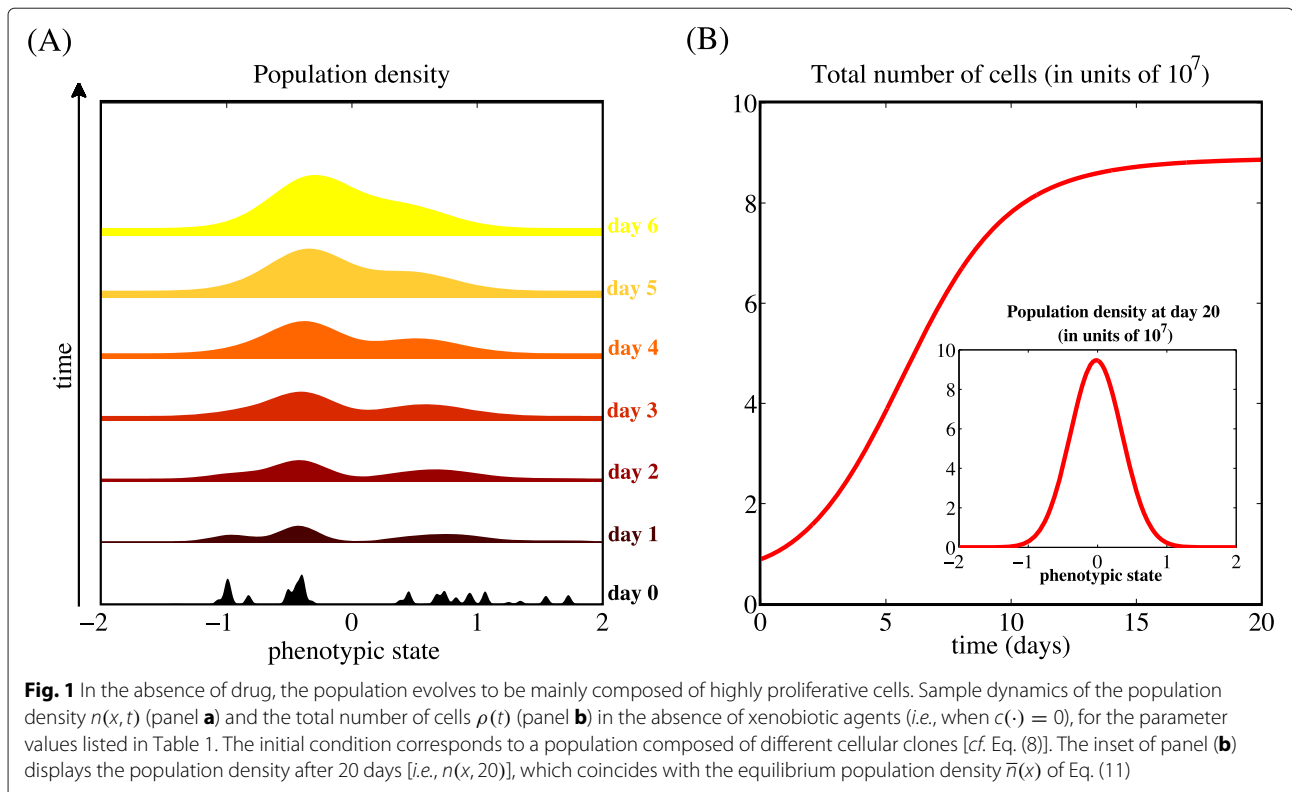 (A)
Population density
time
day 6
day 5
day 4
day 3
day 2
day 1
day 0
−2 −1 0 1 2
phenotypic state
(B)
Total number of cells (in units of 10^7)
10
8
6
4
2
0
0 5 10 15 20
time (days)
Population density at day 20
(in units of 10^7)
10
8
6
4
2
0
−2 −1 0 1 2
phenotypic state
Fig. 1 In the absence of drug, the population evolves to be mainly composed of highly proliferative cells. Sample dynamics of the population
density n(x, t) (panel a) and the total number of cells ρ(t) (panel b) in the absence of xenobiotic agents (i.e., when c(·) = 0), for the parameter
values listed in Table 1. The initial condition corresponds to a population composed of different cellular clones [cf. Eq. (8)]. The inset of panel (b)
displays the population density after 20 days [i.e., n(x, 20)], which coincides with the equilibrium population density n̅(x) of Eq. (11)